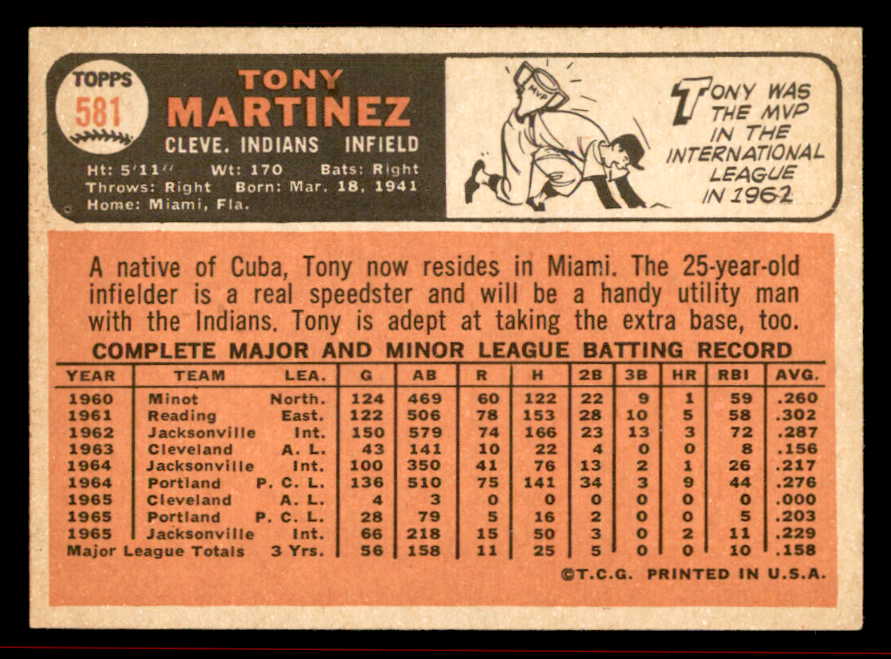 TOPPS
581
TONY
MARTINEZ
CLEVE. INDIANS INFIELD
Ht: 5'11" Wt: 170 Bats: Right
Throws: Right Born: Mar. 18, 1941
Home: Miami, Fla.
MVP
TONY WAS
THE MVP
IN THE
INTERNATIONAL
LEAGUE
IN 1962
A native of Cuba, Tony now resides in Miami. The 25-year-old
infielder is a real speedster and will be a handy utility man
with the Indians. Tony is adept at taking the extra base, too.
COMPLETE MAJOR AND MINOR LEAGUE BATTING RECORD
YEAR TEAM LEA. G AB R H 2B 3B HR RBI AVG.
1960 Minot North. 124 469 60 122 22 9 1 59 .260
1961 Reading East. 122 506 78 153 28 10 5 58 .302
1962 Jacksonville Int. 150 579 74 166 23 13 3 72 .287
1963 Cleveland A. L. 43 141 10 22 4 0 0 8 .156
1964 Jacksonville Int. 100 350 41 76 13 2 1 26 .217
1964 Portland P. C. L. 136 510 75 141 34 3 9 44 .276
1965 Cleveland A. L. 4 3 0 0 0 0 0 0 .000
1965 Portland P. C. L. 28 79 5 16 2 0 0 5 .203
1965 Jacksonville Int. 66 218 15 50 3 0 2 11 .229
Major League Totals 3 Yrs. 56 158 11 25 5 0 0 10 .158
©T.C.G. PRINTED IN U.S.A.